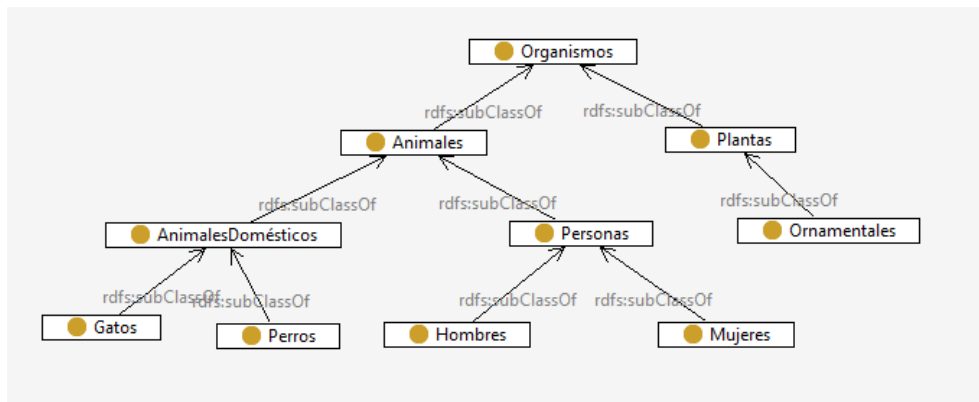 Organismos
rdfs:subClassOf
rdfs:subClassOf
Animales
Plantas
rdfs:subClassOf
rdfs:subClassOf
rdfs:subClassOf
AnimalesDomésticos
Personas
Ornamentales
rdfs:subClassOf
rdfs:subClassOf
rdfs:subClassOf
rdfs:subClassOf
Gatos
Perros
Hombres
Mujeres